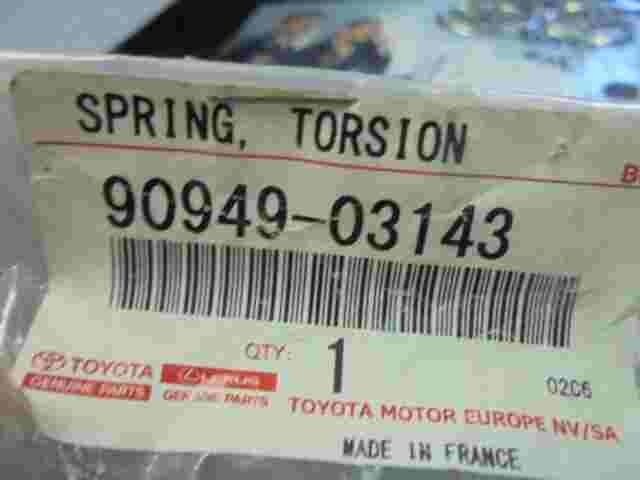 SPRING, TORSION
90949-03143
QTY: 1
TOYOTA LEXUS
GENUINE PARTS GENUINE PARTS
TOYOTA MOTOR EUROPE NV/SA
MADE IN FRANCE